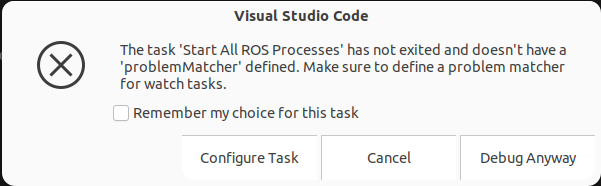 Visual Studio Code
The task 'Start All ROS Processes' has not exited and doesn't have a
'problemMatcher' defined. Make sure to define a problem matcher
for watch tasks.
Remember my choice for this task
Configure Task
Cancel
Debug Anyway